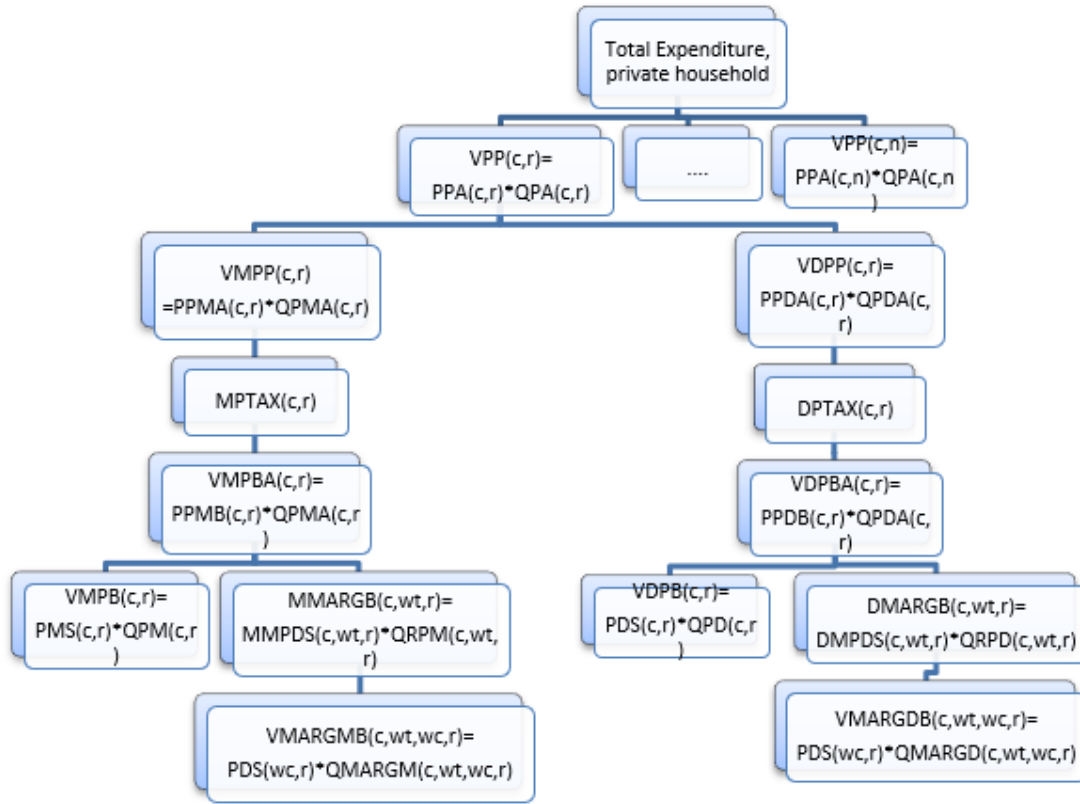 Total Expenditure,
private household
VPP(c,r)=
PPA(c,r)*QPA(c,r)
....
VPP(c,n)=
PPA(c,n)*QPA(c,n
)
VMPP(c,r)
=PPMA(c,r)*QPMA(c,r)
VDPP(c,r)=
PPDA(c,r)*QPDA(c,
r)
MPTAX(c,r)
DPTAX(c,r)
VMPBA(c,r)=
PPMB(c,r)*QPMA(c,r
)
VDPBA(c,r)=
PPDB(c,r)*QPDA(c,
r)
VMPB(c,r)=
PMS(c,r)*QPM(c,r
)
MMARGB(c,wt,r)=
MMPDS(c,wt,r)*QRPM(c,wt,
r)
VDPB(c,r)=
PDS(c,r)*QPD(c,r
)
DMARGB(c,wt,r)=
DMPDS(c,wt,r)*QRPD(c,wt,r)
VMARGMB(c,wt,wc,r)=
PDS(wc,r)*QMARGM(c,wt,wc,r)
VMARGDB(c,wt,wc,r)=
PDS(wc,r)*QMARGD(c,wt,wc,r)